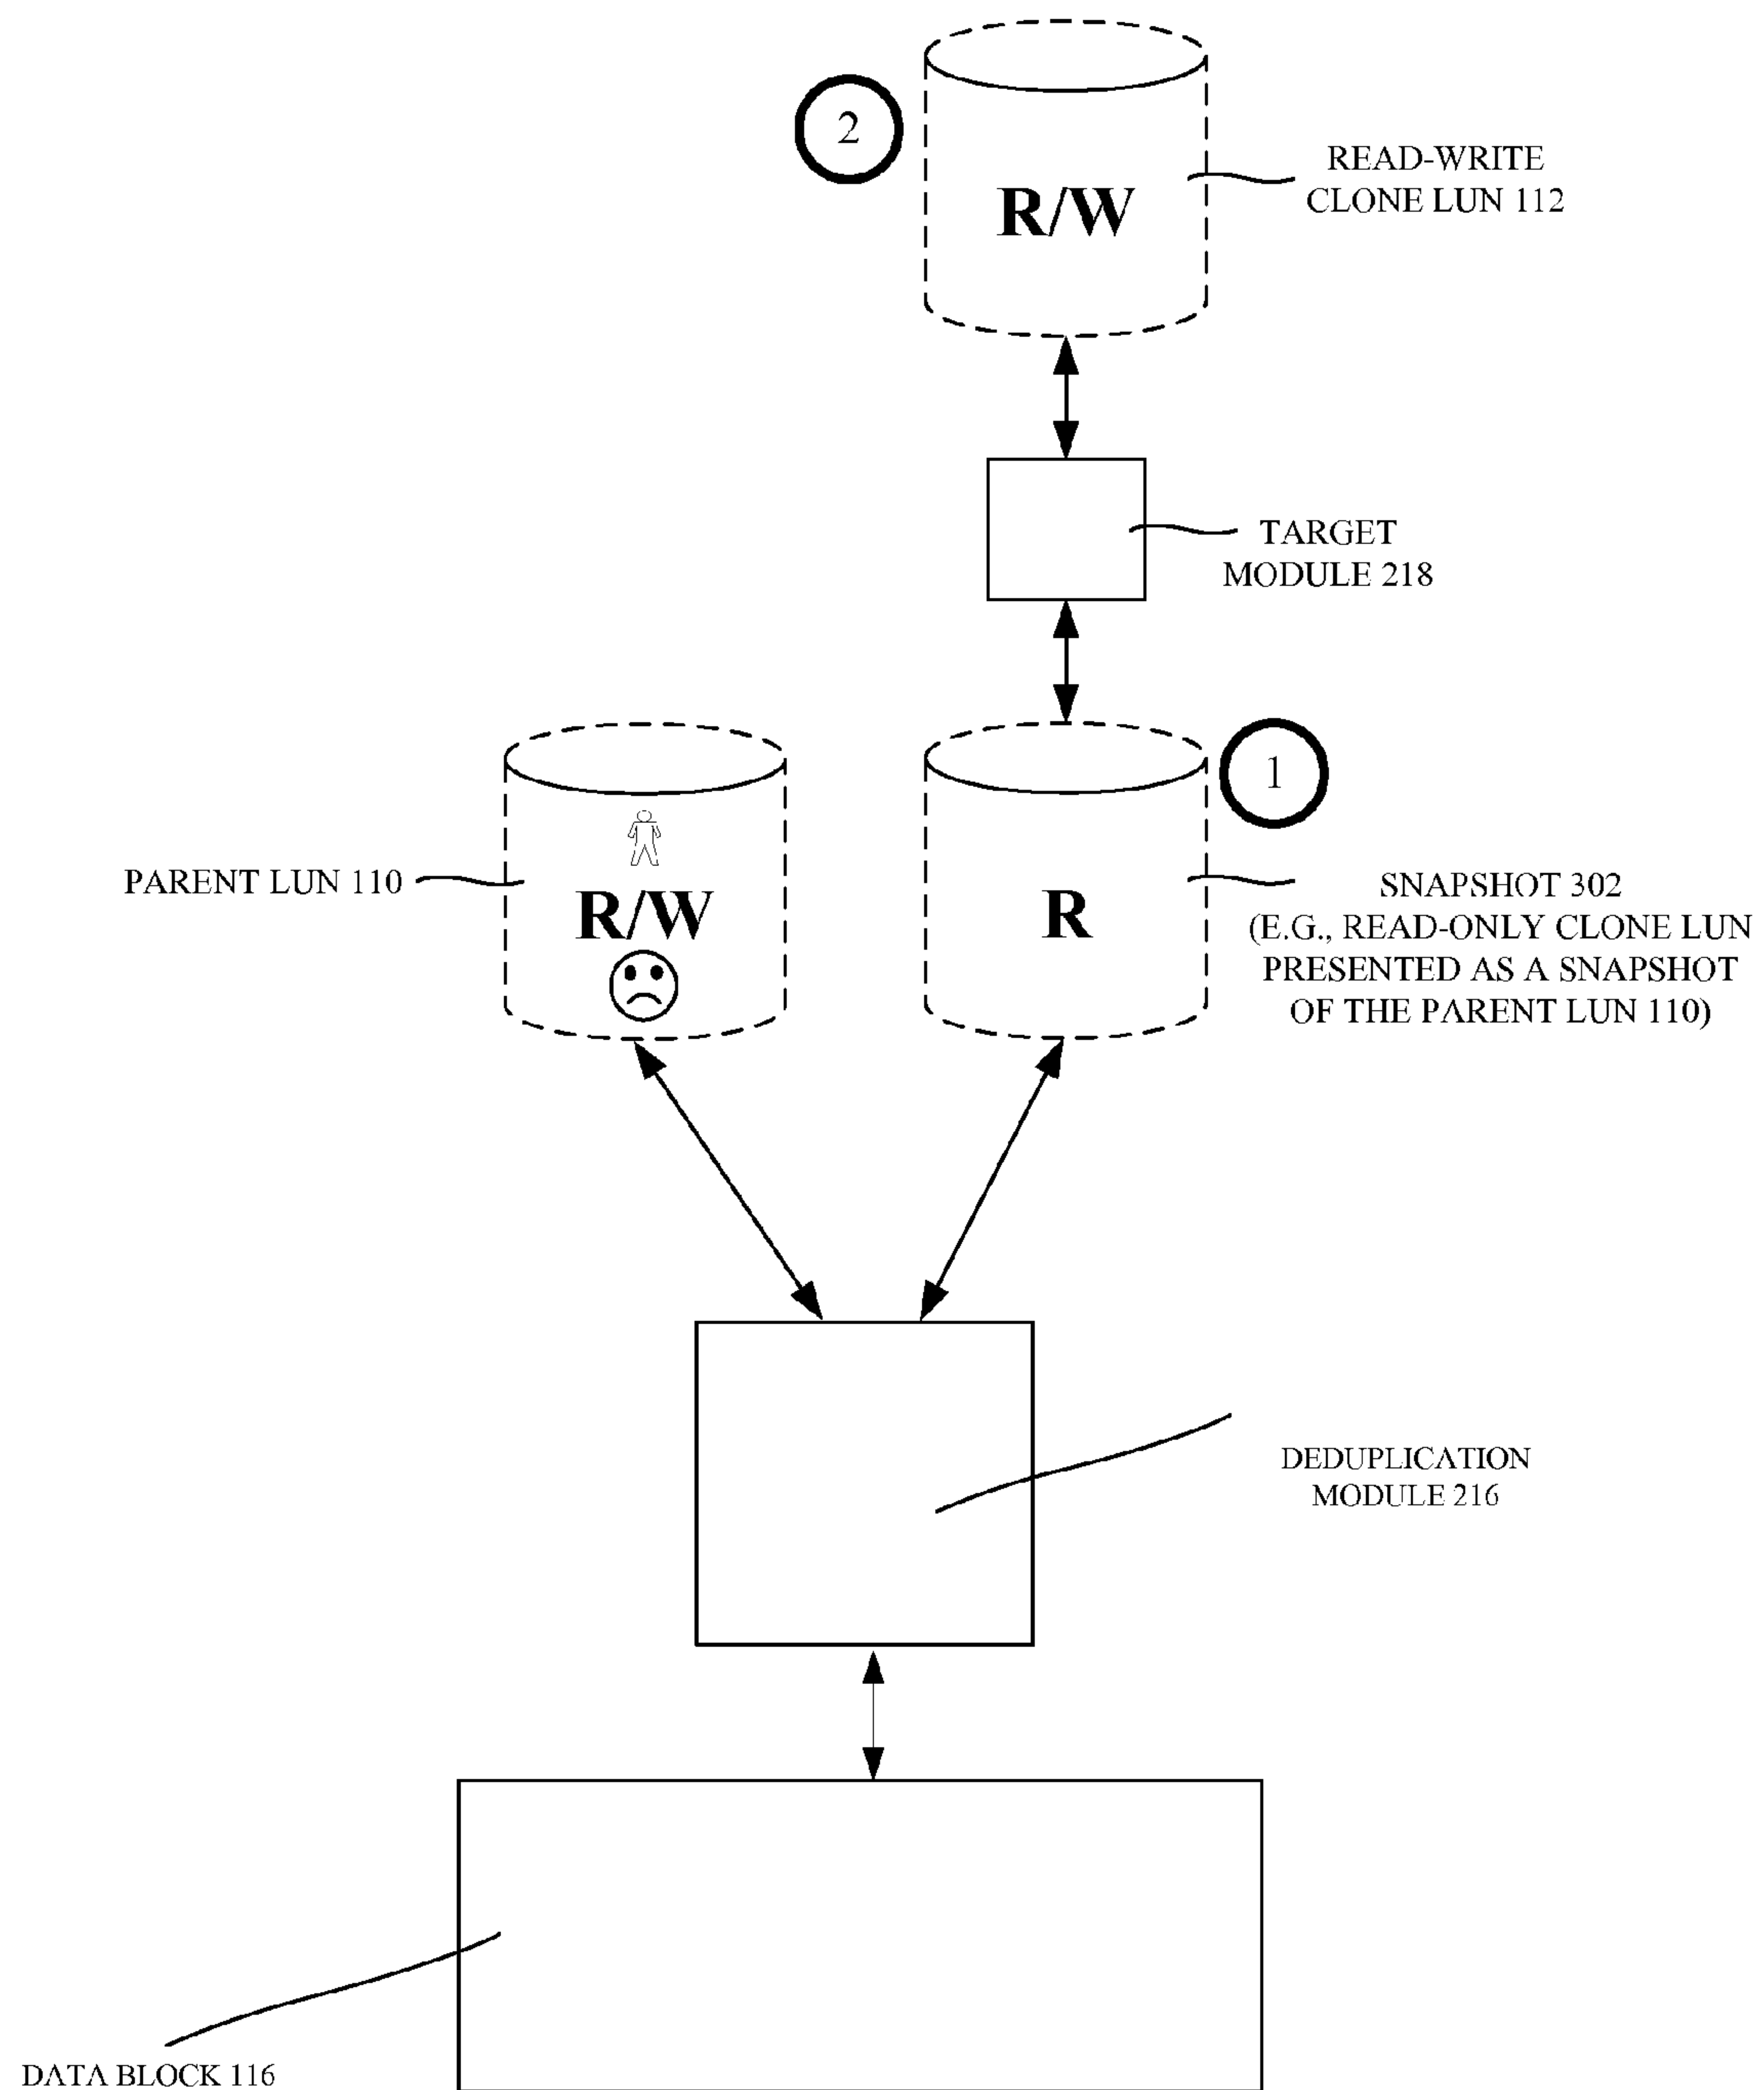 2
READ-WRITE
CLONE LUN 112
R/W
TARGET
MODULE 218
1
PARENT LUN 110
R/W
R
SNAPSHOT 302
(E.G., READ-ONLY CLONE LUN
PRESENTED AS A SNAPSHOT
OF THE PARENT LUN 110)
DEDUPLICATION
MODULE 216
DATA BLOCK 116